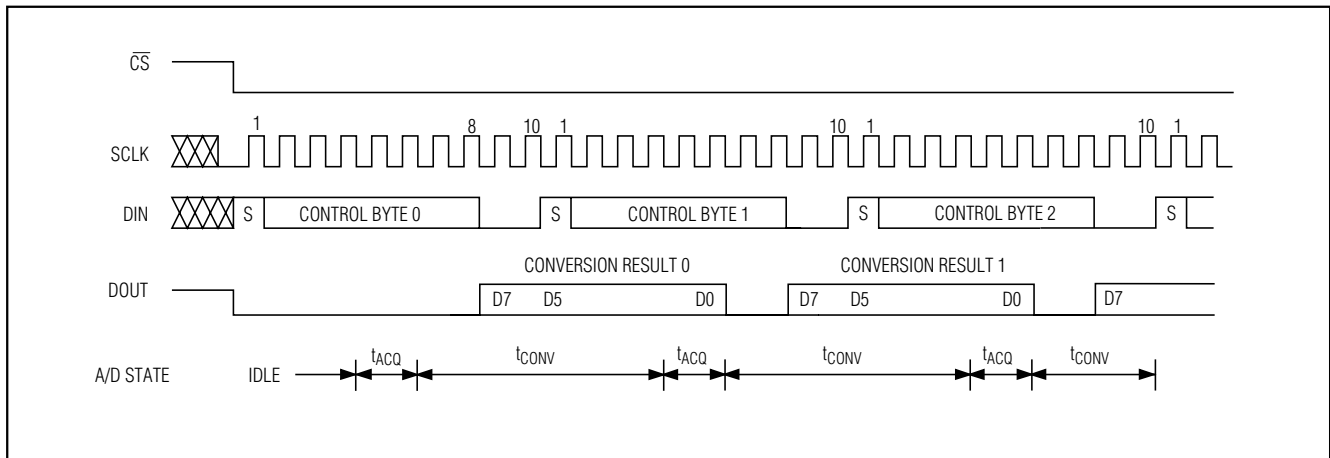 C̅S̅
1 8 10 1 10 1 10 1
SCLK
DIN S CONTROL BYTE 0 S CONTROL BYTE 1 S CONTROL BYTE 2 S
CONVERSION RESULT 0 CONVERSION RESULT 1
DOUT D7 D5 D0 D7 D5 D0 D7
tACQ tCONV tACQ tCONV tACQ tCONV
A/D STATE IDLE